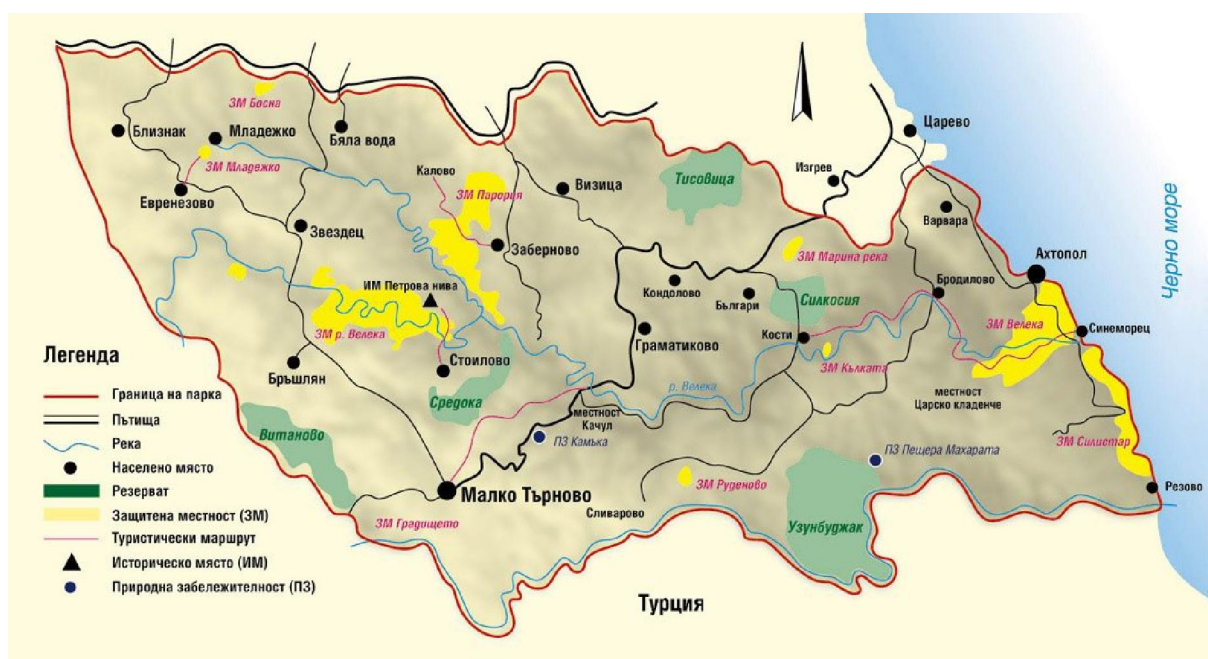 ЗМ Босна
Близнак
Младежко
Бяла вода
Царево
ЗМ Младежко
Калово
Изгрев
Тисовица
Евренезово
ЗМ Парория
Визица
Варвара
Черно море
Звездец
Заберново
ЗМ Марина река
Ахтопол
ИМ Петрова нива
Кондолово
Българи
Силкосия
Бродилово
ЗМ р. Велека
Граматиково
Кости
ЗМ Велека
Синеморец
Легенда
Бръшлян
Стоилово
ЗМ Кълката
р. Велека
местност
Царско кладенче
Граница на парка
Средока
местност
Качул
Пътища
Витаново
ПЗ Камъка
ЗМ Силистар
Река
ПЗ Пещера Махарата
Населено място
Резерват
Малко Търново
ЗМ Руденово
Резово
Защитена местност (ЗМ)
Сливарово
ЗМ Градището
Узунбуджак
Туристически маршрут
Историческо място (ИМ)
Природна забележителност (ПЗ)
Турция